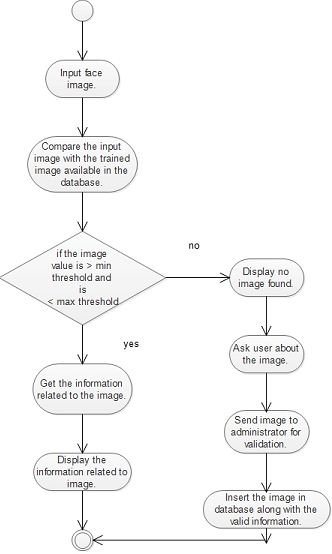 Input face
image.
Compare the input
image with the trained
image available in the
database.
if the image
value is > min
threshold and
is
< max threshold
no
Display no
image found.
Ask user about
the image.
yes
Get the information
related to the image.
Send image to
administrator for
validation.
Display the
information related to
image.
Insert the image in
database along with the
valid information.